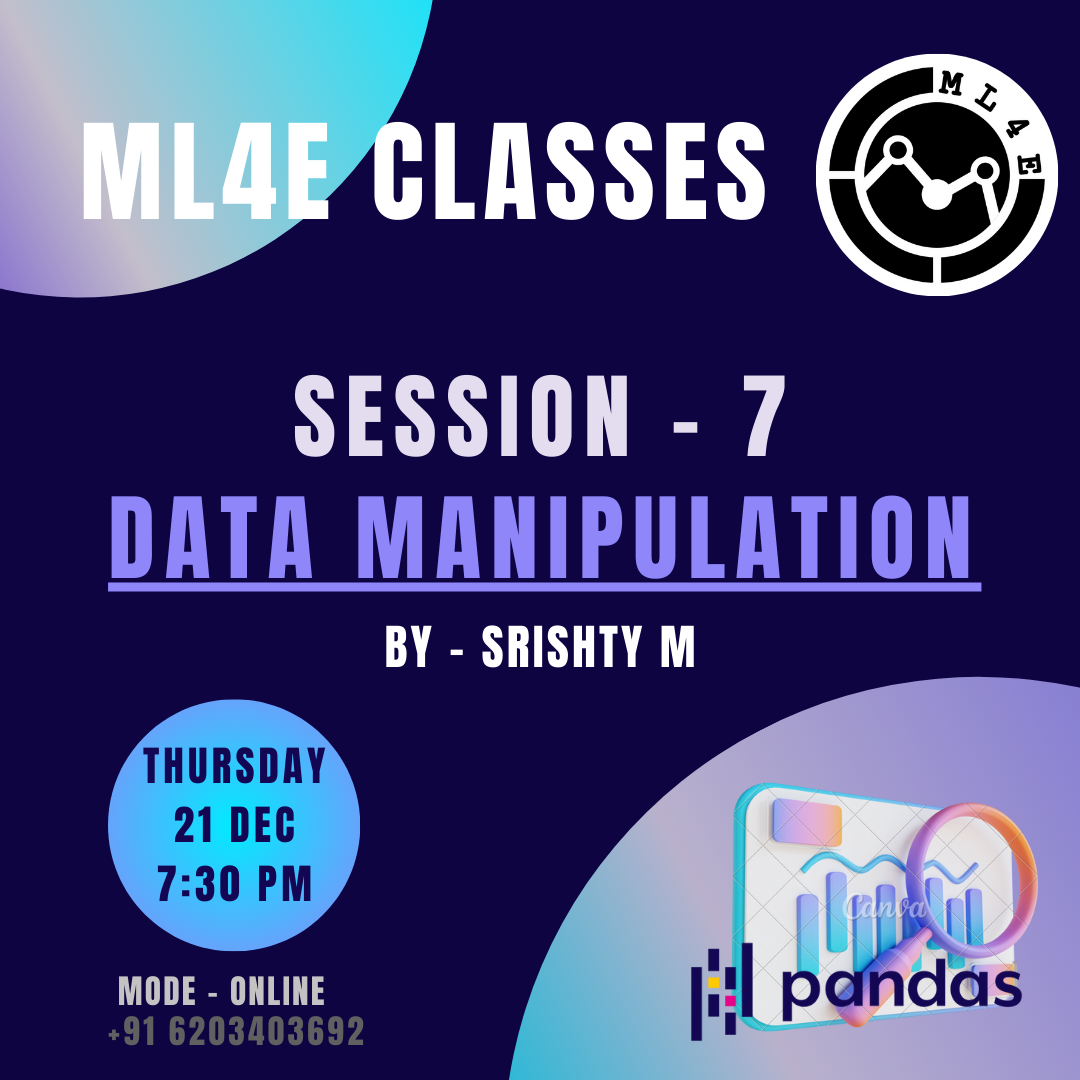 ML4E CLASSES
ML4E
SESSION - 7
DATA MANIPULATION
BY - SRISHTY M
THURSDAY
21 DEC
7:30 PM
MODE - ONLINE
+91 6203403692
Canva
pandas